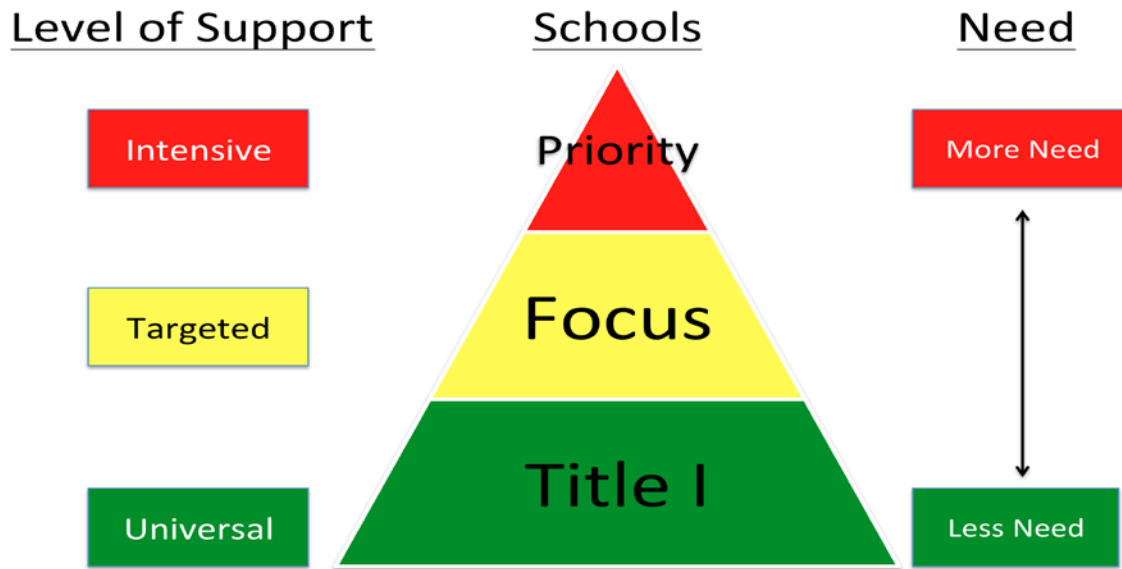 Level of Support
Schools
Need
Intensive
Priority
More Need
Targeted
Focus
Universal
Title I
Less Need